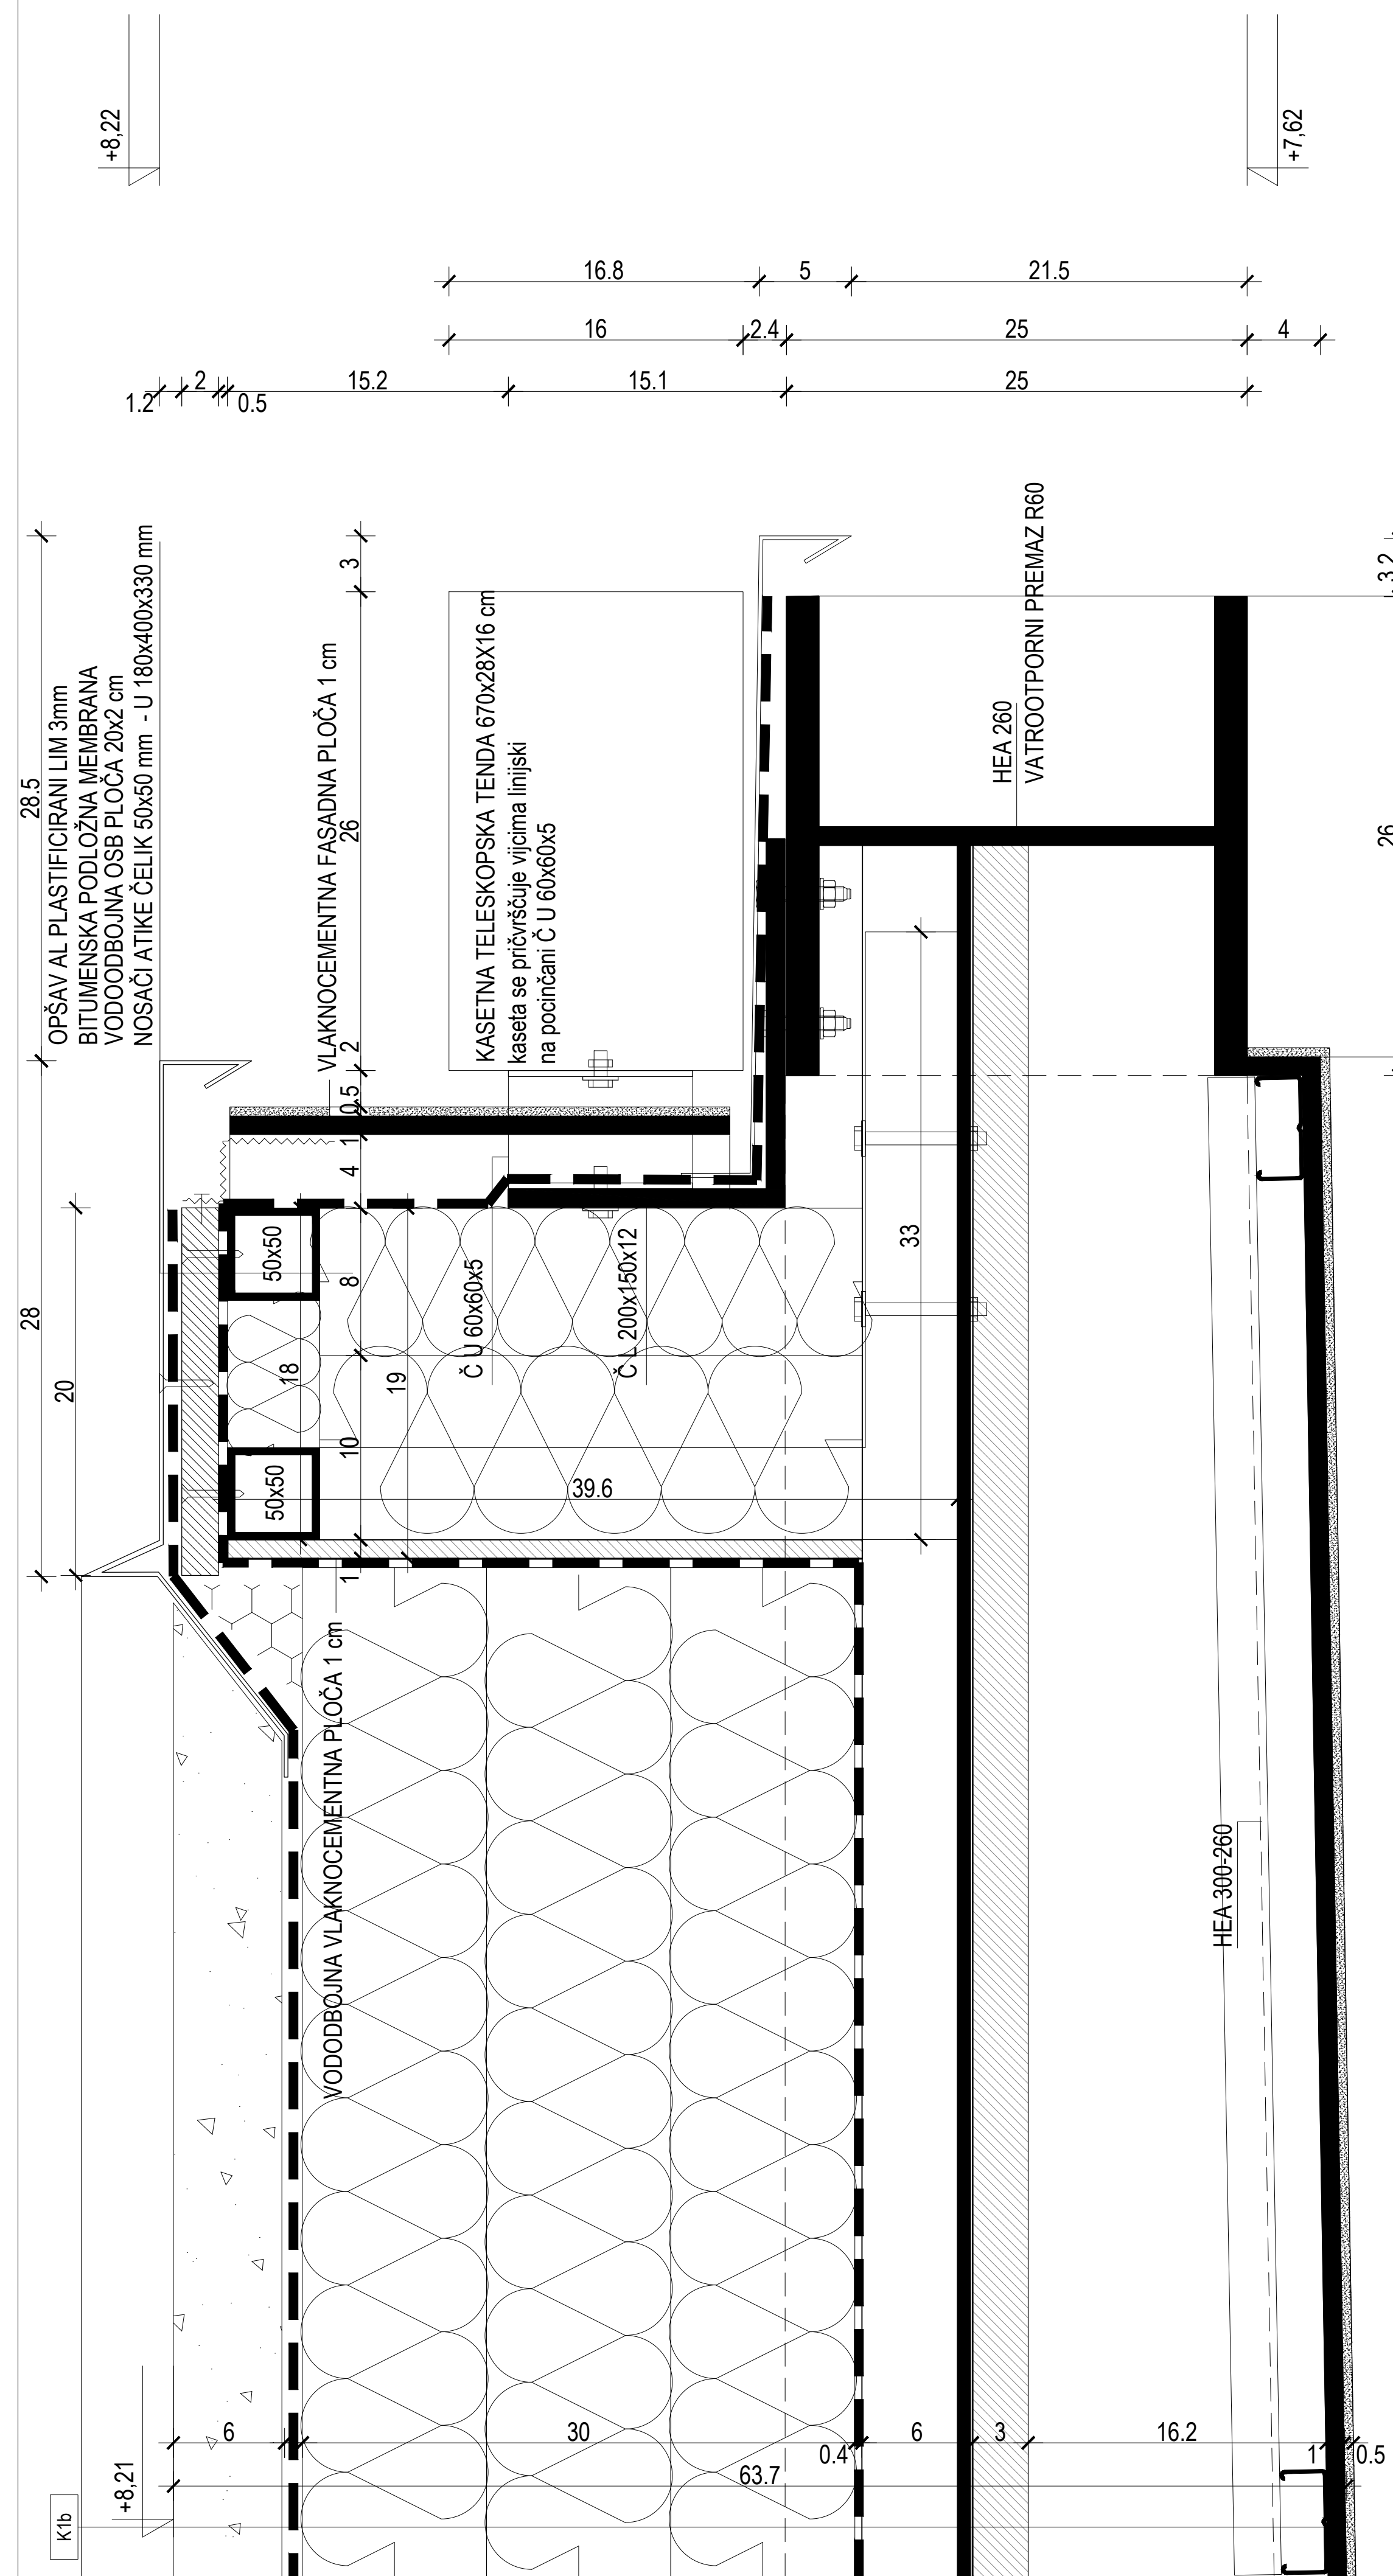 +8,22
+7,62
16.8
5
21.5
16
2.4
25
4
1.2
2
0.5
15.2
15.1
25
28.5
OPŠAV AL PLASTIFICIRANI LIM 3mm
BITUMENSKA PODLOŽNA MEMBRANA
VODOODBOJNA OSB PLOČA 20x2 cm
NOSAČI ATIKE ČELIK 50x50 mm - U 180x400x330 mm
VLAKNOCEMENTNA FASADNA PLOČA 1 cm
3
26
2
0.5
1
4
KASETNA TELESKOPSKA TENDA 670x28X16 cm
kaseta se pričvršćuje vijcima linijski
na pocinčani Č U 60x60x5
HEA 260
VATROOTPORNI PREMAZ R60
3.2
26
28
20
50x50
50x50
18
8
19
10
1
Č U 60x60x5
Č L 200x150x12
39.6
33
VODODBOJNA VLAKNOCEMENTNA PLOČA 1 cm
HEA 300-260
6
30
0.4
6
3
16.2
1
0.5
63.7
+8,21
K1b